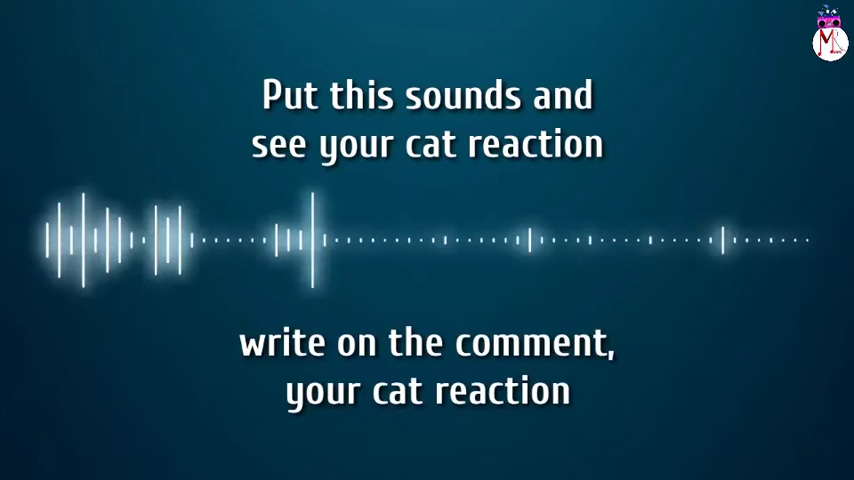 Put this sounds and
see your cat reaction
write on the comment,
your cat reaction